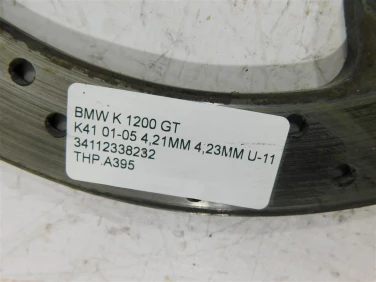 BMW K 1200 GT
K41 01-05 4,21MM 4,23MM U-11
34112338232
THP.A395